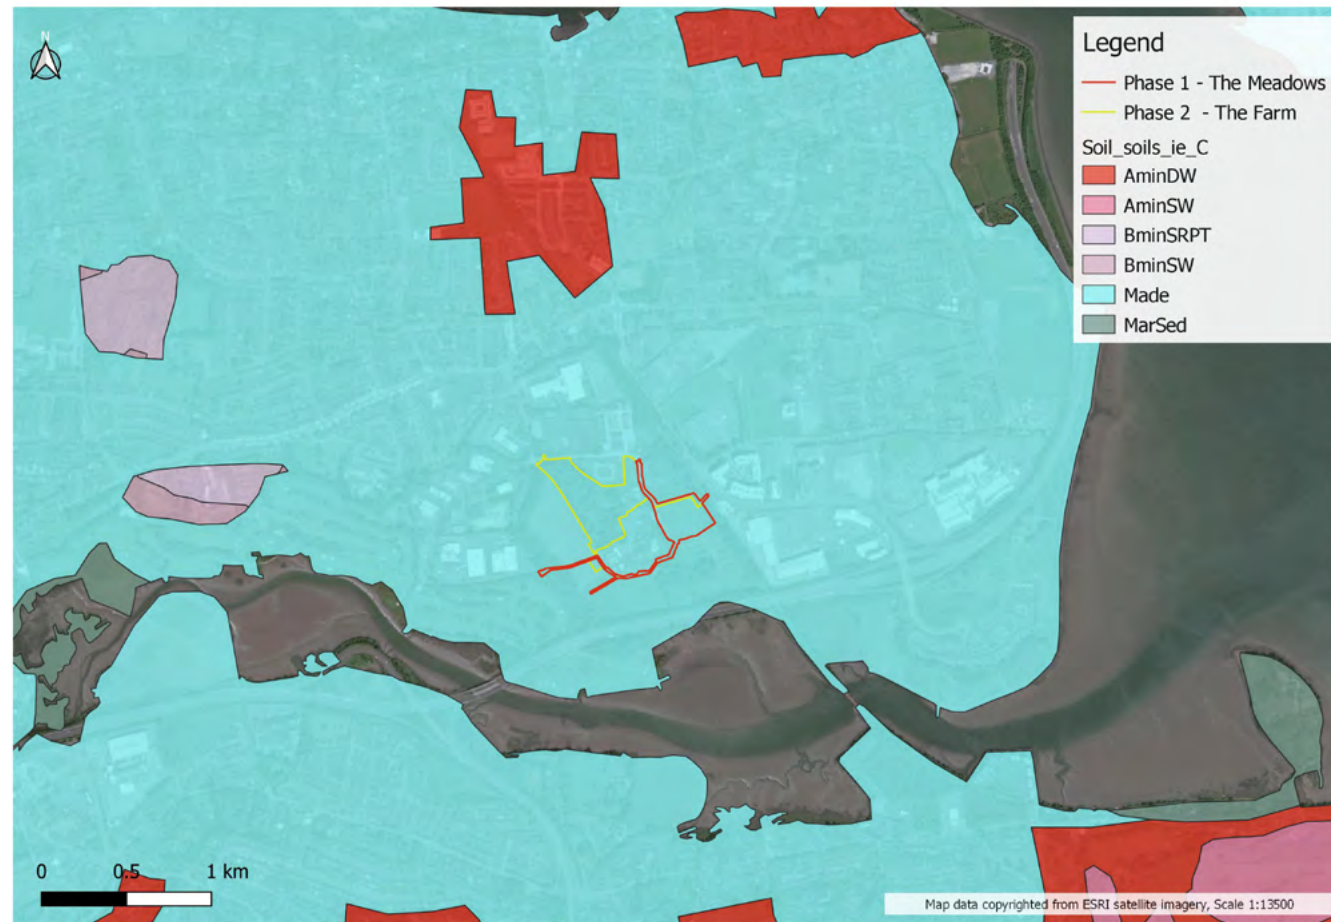 N
Legend
Phase 1 - The Meadows
Phase 2 - The Farm
Soil_soils_ie_C
AminDW
AminSW
BminSRPT
BminSW
Made
MarSed
0 0.5 1 km
Map data copyrighted from ESRI satellite imagery, Scale 1:13500